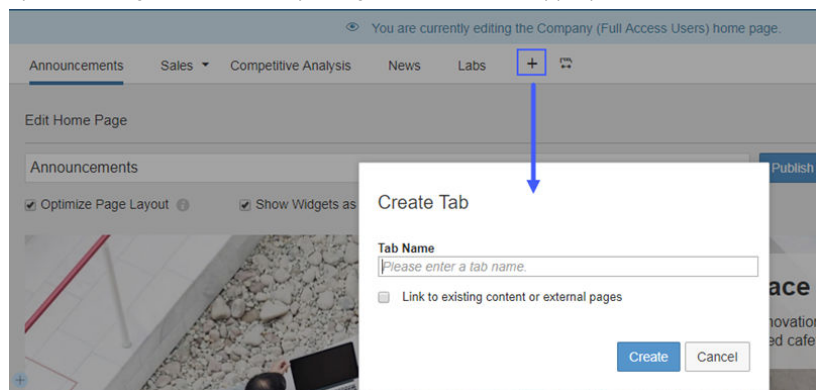 You are currently editing the Company (Full Access Users) home page.
Announcements Sales Competitive Analysis News Labs +
Edit Home Page
Announcements
Publish
Optimize Page Layout
Show Widgets as
Create Tab
Tab Name
Please enter a tab name.
Link to existing content or external pages
Create Cancel
ace
novation
ed cafe